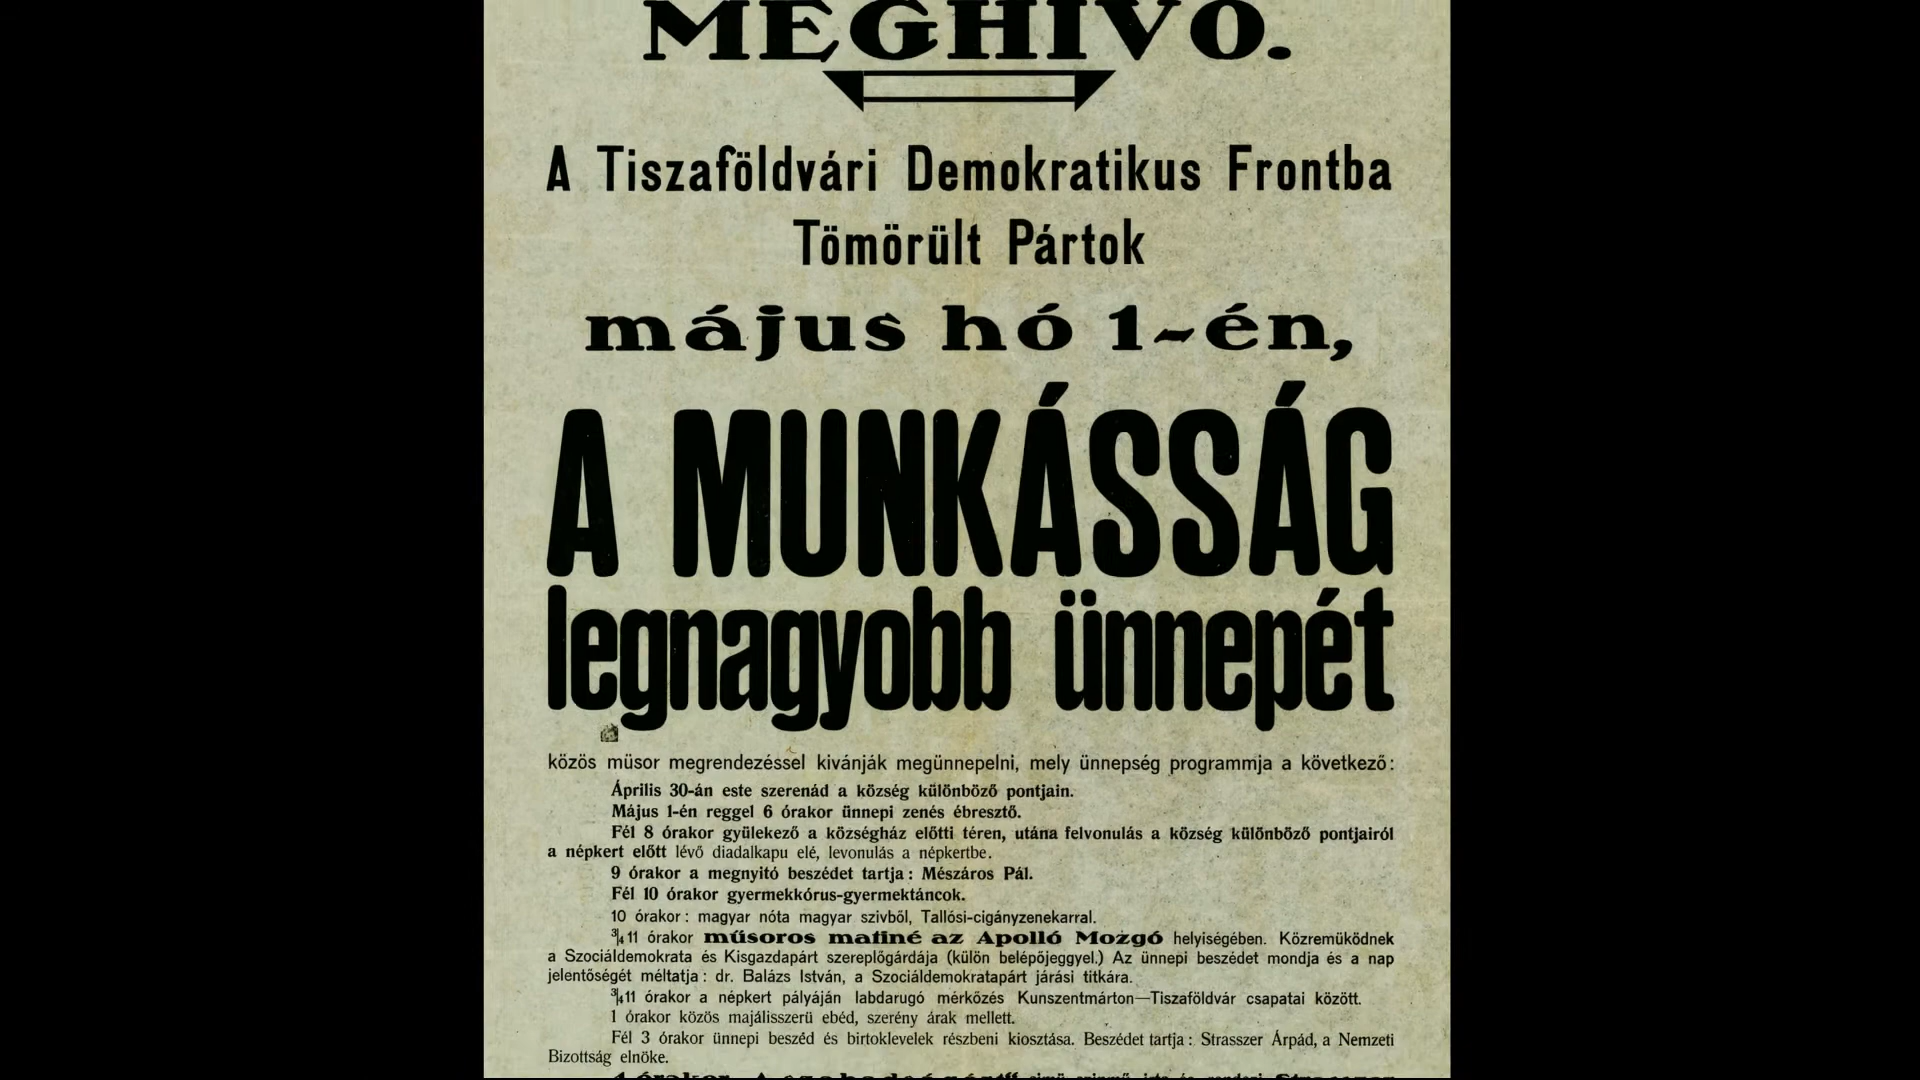 MEGHIVÓ.
A Tiszaföldvári Demokratikus Frontba
Tömörült Pártok
május hó 1-én,
A MUNKÁSSÁG
legnagyobb ünnepét
közös müsor megrendezéssel kivánják megünnepelni, mely ünnepség programmja a következő:
Április 30-án este szerenád a község különböző pontjain.
Május 1-én reggel 6 órakor ünnepi zenés ébresztő.
Fél 8 órakor gyülekező a községház előtti téren, utána felvonulás a község különböző pontjairól
a népkert előtt lévő diadalkapu elé, levonulás a népkertbe.
9 órakor a megnyitó beszédet tartja: Mészáros Pál.
Fél 10 órakor gyermekkórus-gyermektáncok.
10 órakor: magyar nóta magyar szivből, Tallósi-cigányzenekarral.
3/4 11 órakor műsoros matiné az Apolló Mozgó helyiségében. Közremüködnek
a Szociáldemokrata és Kisgazdapárt szereplőgárdája (külön belépőjeggyel.) Az ünnepi beszédet mondja és a nap
jelentőségét méltatja: dr. Balázs István, a Szociáldemokratapárt járási titkára.
3/4 11 órakor a népkert pályáján labdarugó mérkőzés Kunszentmárton—Tiszaföldvár csapatai között.
1 órakor közös majálisszerü ebéd, szerény árak mellett.
Fél 3 órakor ünnepi beszéd és birtoklevelek részbeni kiosztása. Beszédet tartja: Strasszer Árpád, a Nemzeti
Bizottság elnöke.